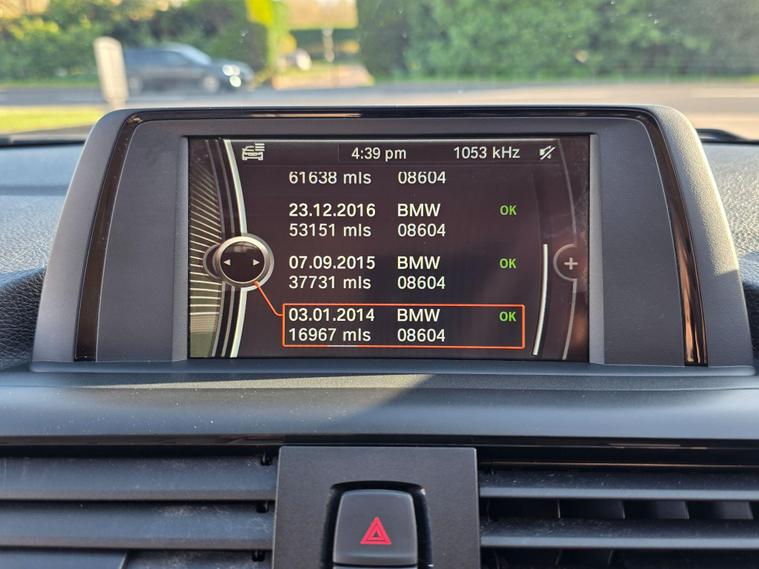 4:39 pm 1053 kHz
61638 mls 08604
23.12.2016 BMW OK
53151 mls 08604
07.09.2015 BMW OK
37731 mls 08604
03.01.2014 BMW OK
16967 mls 08604